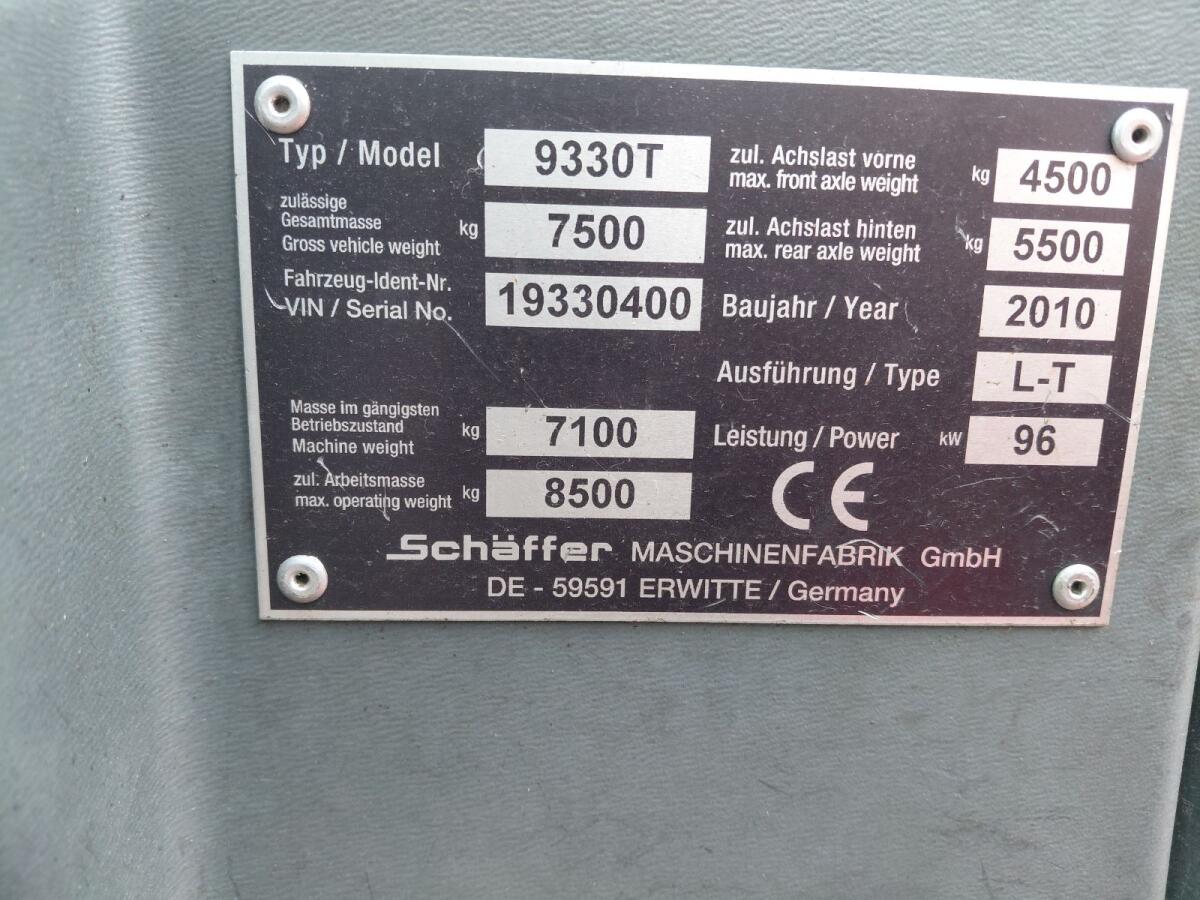 Typ / Model 9330T
zulässige
Gesamtmasse
Gross vehicle weight kg 7500
Fahrzeug-Ident-Nr.
VIN / Serial No. 19330400
Masse im gängigsten
Betriebszustand
Machine weight kg 7100
zul. Arbeitsmasse
max. operating weight kg 8500
zul. Achslast vorne
max. front axle weight kg 4500
zul. Achslast hinten
max. rear axle weight kg 5500
Baujahr / Year 2010
Ausführung / Type L-T
Leistung / Power kW 96
CE
Schäffer MASCHINENFABRIK GmbH
DE - 59591 ERWITTE / Germany